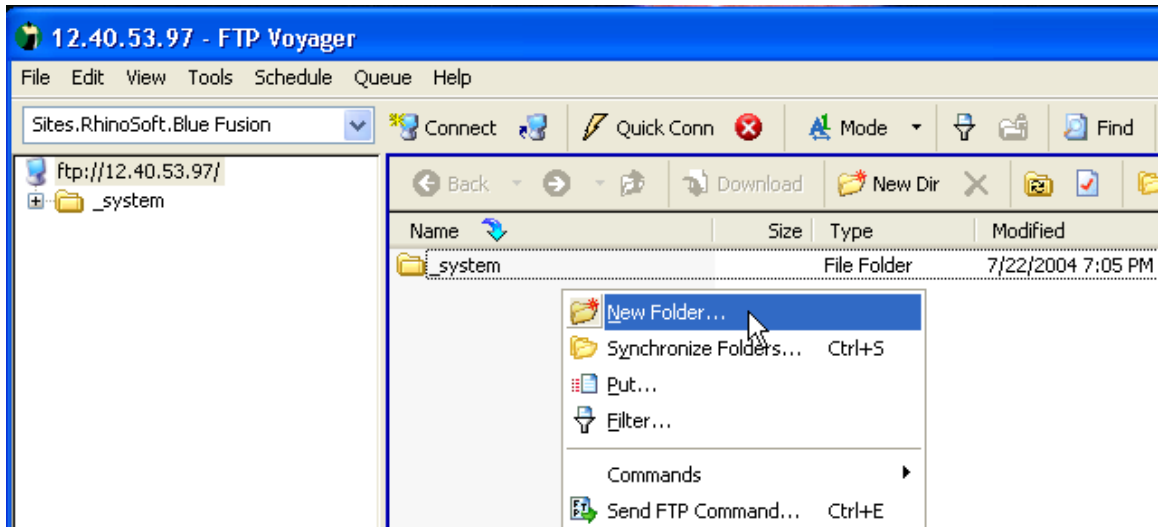 12.40.53.97 - FTP Voyager
File Edit View Tools Schedule Queue Help
Sites.RhinoSoft.Blue Fusion Connect Quick Conn Mode Find
ftp://12.40.53.97/
_system
Back Download New Dir
Name Size Type Modified
_system File Folder 7/22/2004 7:05 PM
New Folder...
Synchronize Folders... Ctrl+S
Put...
Filter...
Commands
Send FTP Command... Ctrl+E